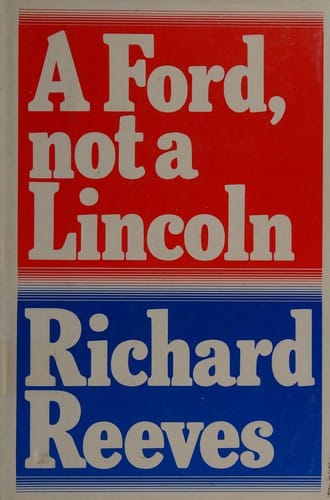 A Ford,
not a
Lincoln
Richard
Reeves